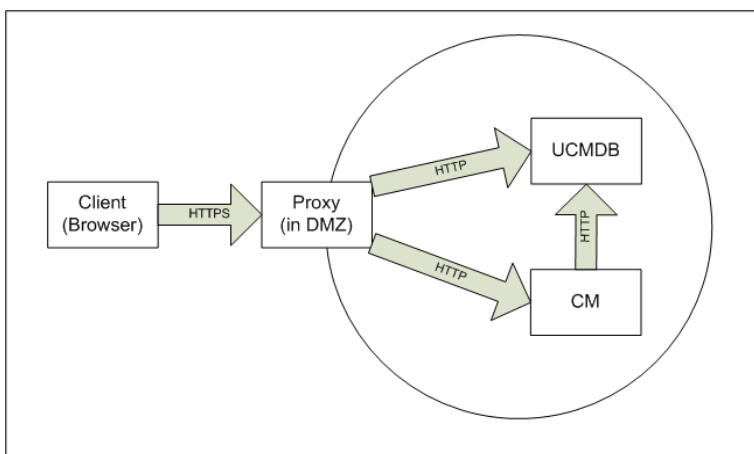 Client
(Browser)
HTTPS
Proxy
(in DMZ)
HTTP
UCMDB
HTTP
HTTP
CM